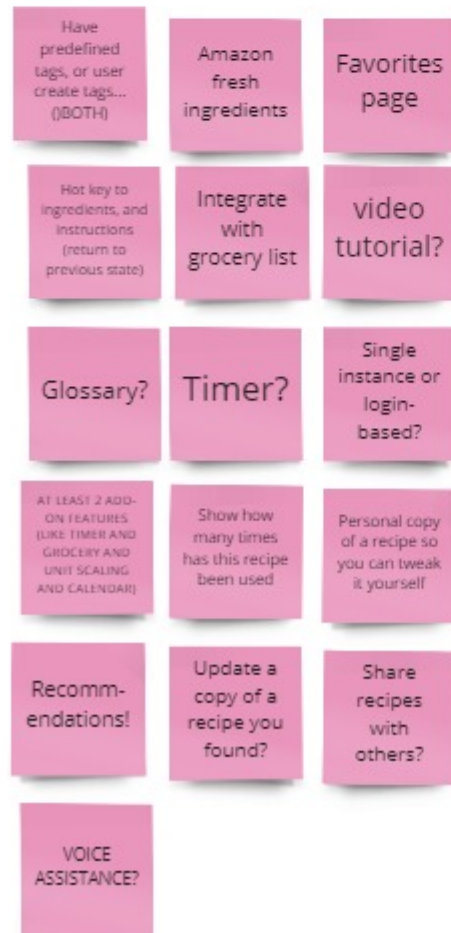 Have
predefined
tags, or user
create tags...
()BOTH)
Amazon
fresh
ingredients
Favorites
page
Hot key to
ingredients, and
instructions
(return to
previous state)
Integrate
with
grocery list
video
tutorial?
Glossary?
Timer?
Single
instance or
login-
based?
AT LEAST 2 ADD-
ON FEATURES
(LIKE TIMER AND
GROCERY AND
UNIT SCALING
AND CALENDAR)
Show how
many times
has this recipe
been used
Personal copy
of a recipe so
you can tweak
it yourself
Recomm-
endations!
Update a
copy of a
recipe you
found?
Share
recipes
with
others?
VOICE
ASSISTANCE?